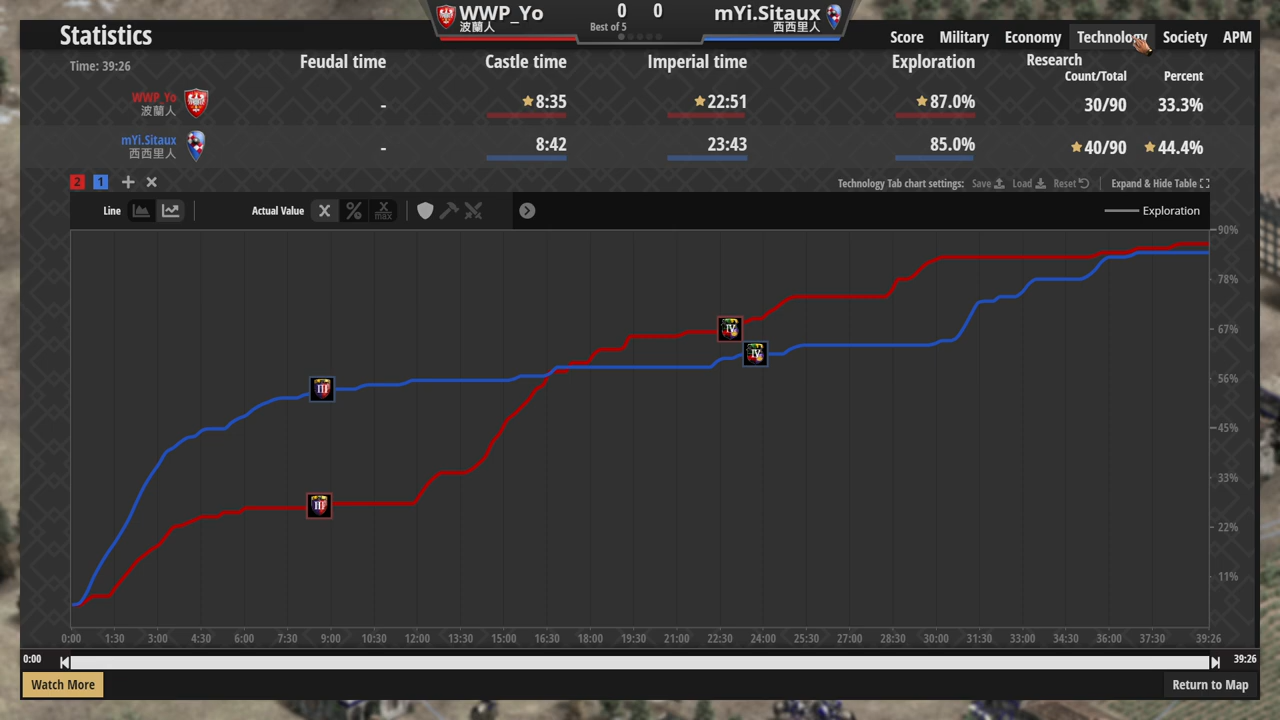 WWP_Yo 0 0 mYi.Sitaux
波蘭人 Best of 5 西西里人
Statistics
Score Military Economy Technology Society APM
Time: 39:26 Feudal time Castle time Imperial time Exploration Research
Count/Total Percent
WWP_Yo - 8:35 22:51 87.0% 30/90 33.3%
波蘭人
mYi.Sitaux - 8:42 23:43 85.0% 40/90 44.4%
西西里人
2 1 + ×
Technology Tab chart settings: Save Load Reset Expand & Hide Table
Line Actual Value X % X max Exploration
90%
78%
67%
56%
45%
33%
22%
11%
III
III
IV
IV
0:00 1:30 3:00 4:30 6:00 7:30 9:00 10:30 12:00 13:30 15:00 16:30 18:00 19:30 21:00 22:30 24:00 25:30 27:00 28:30 30:00 31:30 33:00 34:30 36:00 37:30 39:26
0:00 39:26
Watch More Return to Map